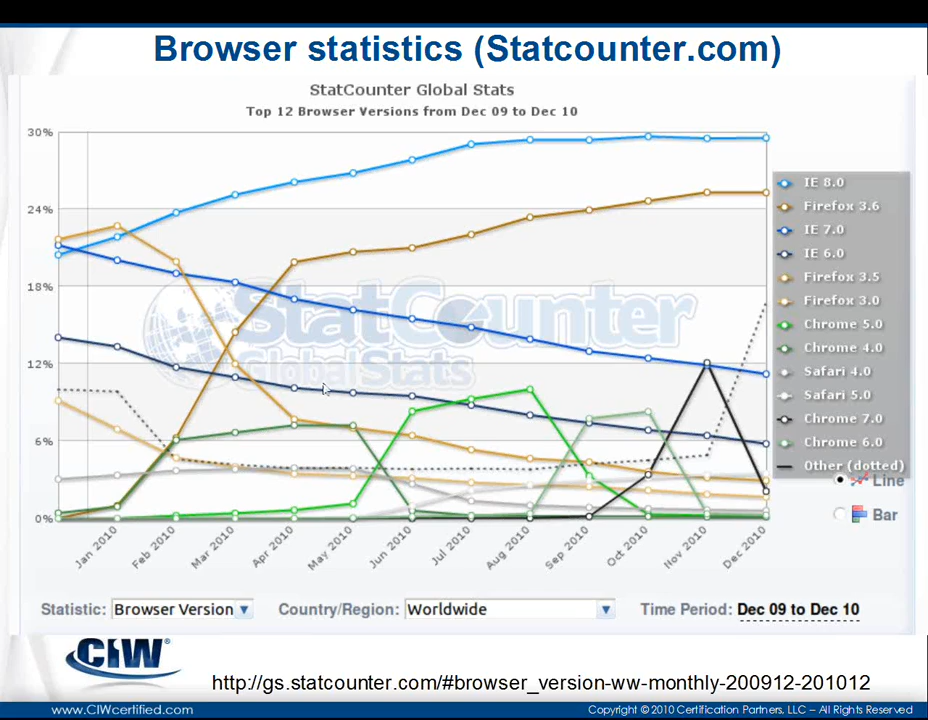 Browser statistics (Statcounter.com)
StatCounter Global Stats
Top 12 Browser Versions from Dec 09 to Dec 10
30%
24%
18%
12%
6%
0%
StatCounter
GlobalStats
IE 8.0
Firefox 3.6
IE 7.0
IE 6.0
Firefox 3.5
Firefox 3.0
Chrome 5.0
Chrome 4.0
Safari 4.0
Safari 5.0
Chrome 7.0
Chrome 6.0
Other (dotted)
Line
Bar
Jan 2010
Feb 2010
Mar 2010
Apr 2010
May 2010
Jun 2010
Jul 2010
Aug 2010
Sep 2010
Oct 2010
Nov 2010
Dec 2010
Statistic: Browser Version Country/Region: Worldwide Time Period: Dec 09 to Dec 10
CIW®
http://gs.statcounter.com/#browser_version-ww-monthly-200912-201012
www.CIWcertified.com
Copyright © 2010 Certification Partners, LLC – All Rights Reserved